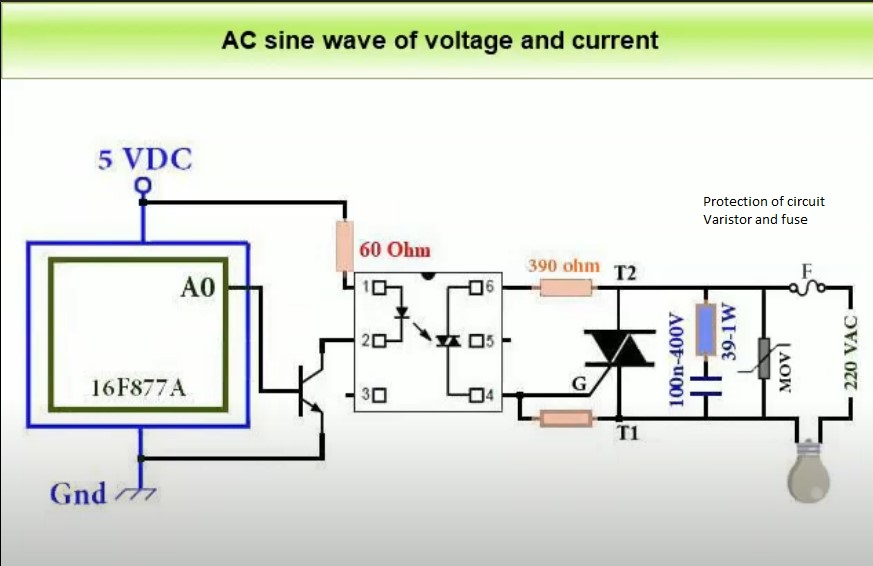 AC sine wave of voltage and current
5 VDC
Protection of circuit
Varistor and fuse
60 Ohm
390 ohm
T2
F
A0
1
6
2
5
3
4
16F877A
G
100n-400V
39-1W
MOV
220 VAC
T1
Gnd